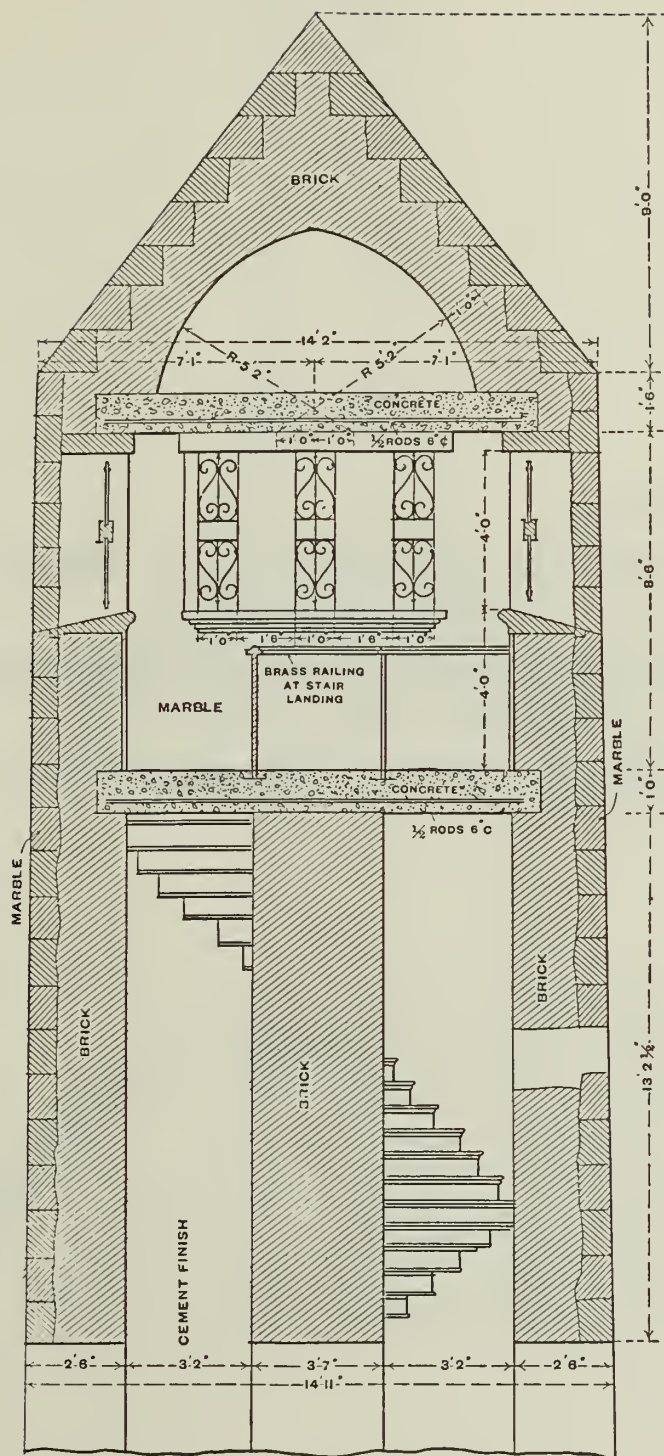 BRICK
9'0"
1'0"
14'2"
7'1"
7'1"
R 5'2"
R 5'2"
1'6"
CONCRETE
1'0" 1'0"
½ RODS 6"¢
4'0"
8'6"
1'0" 1'6" 1'0" 1'6" 1'0"
BRASS RAILING
AT STAIR
LANDING
MARBLE
4'0"
MARBLE
CONCRETE
1'0"
½ RODS 6"C
MARBLE
BRICK
BRICK
BRICK
13'2½"
CEMENT FINISH
2'6" 3'2" 3'7" 3'2" 2'6"
14'11"